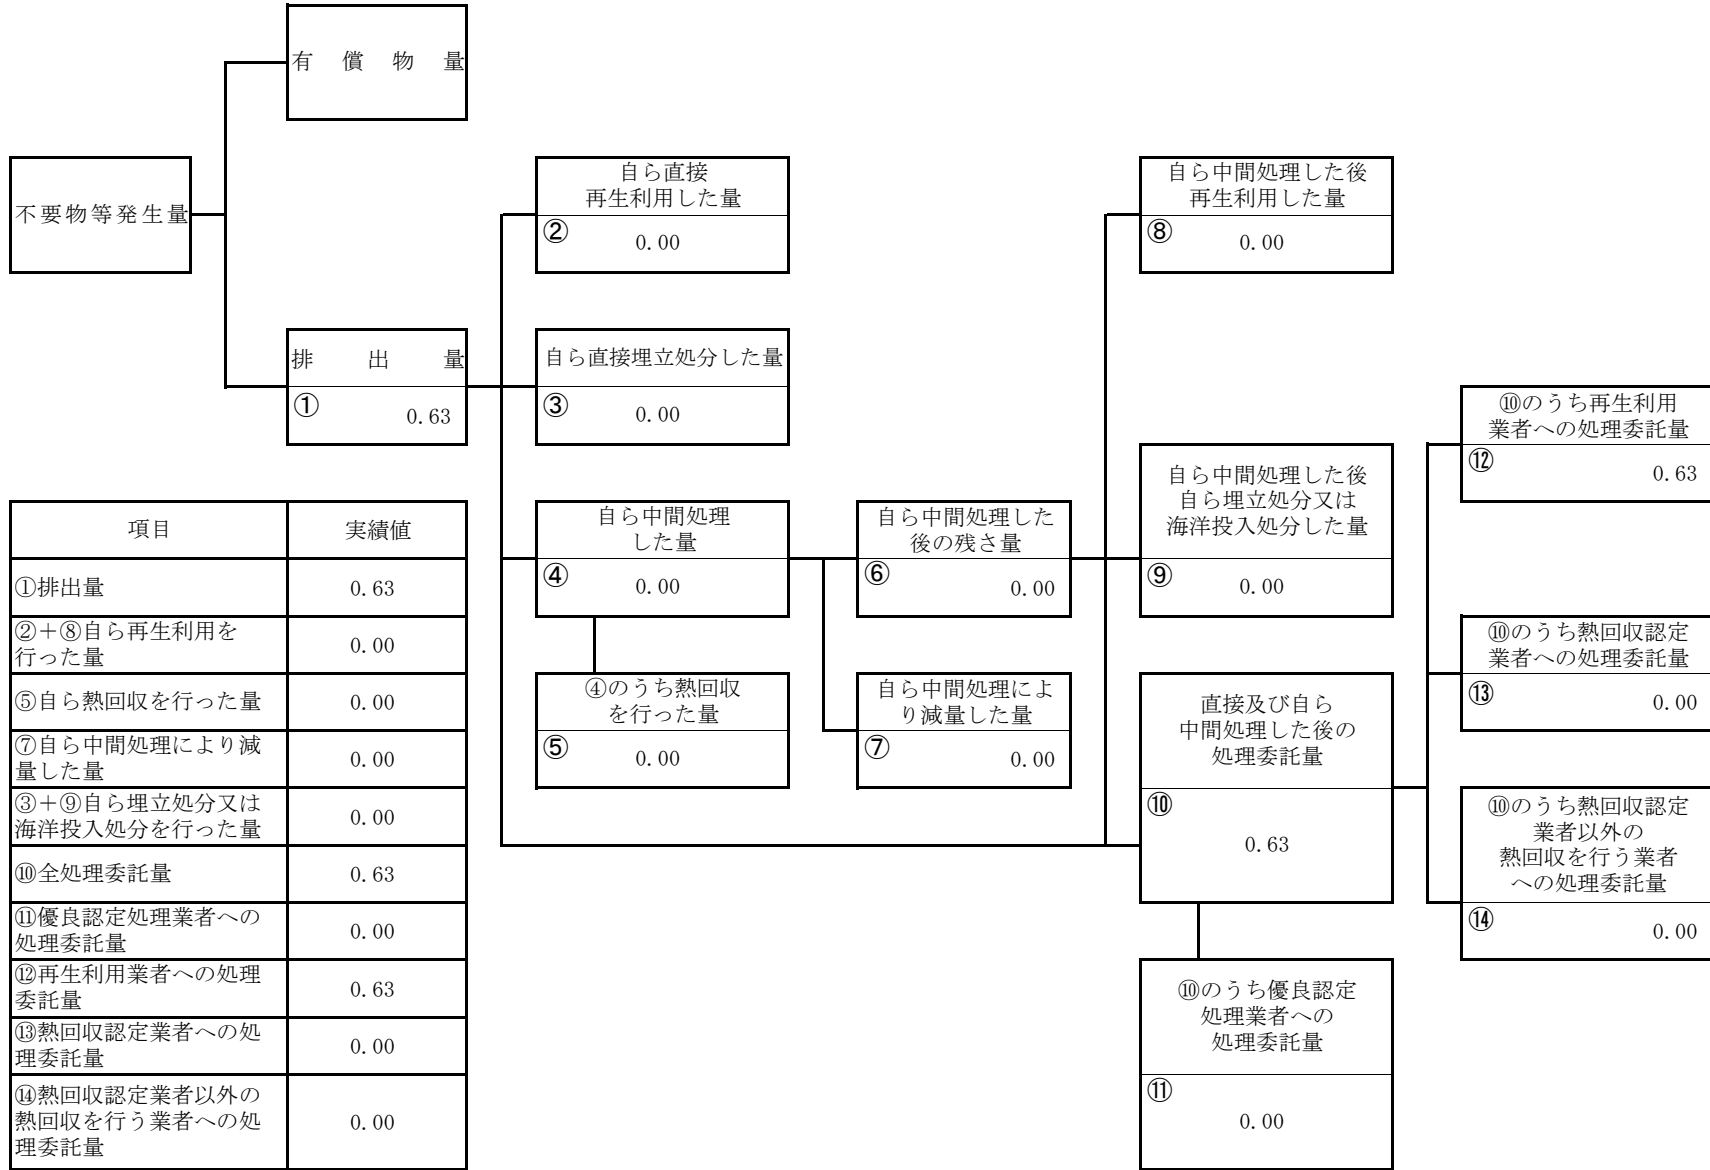 有償物量
不要物等発生量
自ら直接
再生利用した量
②
0.00
自ら中間処理した後
再生利用した量
⑧
0.00
排出量
①
0.63
自ら直接埋立処分した量
③
0.00
⑩のうち再生利用
業者への処理委託量
⑫
0.63
自ら中間処理した後
自ら埋立処分又は
海洋投入処分した量
⑨
0.00
自ら中間処理
した量
④
0.00
自ら中間処理した
後の残さ量
⑥
0.00
⑩のうち熱回収認定
業者への処理委託量
⑬
0.00
④のうち熱回収
を行った量
⑤
0.00
自ら中間処理によ
り減量した量
⑦
0.00
直接及び自ら
中間処理した後の
処理委託量
⑩
0.63
⑩のうち熱回収認定
業者以外の
熱回収を行う業者
への処理委託量
⑭
0.00
⑩のうち優良認定
処理業者への
処理委託量
⑪
0.00
項目 実績値
①排出量 0.63
②＋⑧自ら再生利用を
行った量 0.00
⑤自ら熱回収を行った量 0.00
⑦自ら中間処理により減
量した量 0.00
③＋⑨自ら埋立処分又は
海洋投入処分を行った量 0.00
⑩全処理委託量 0.63
⑪優良認定処理業者への
処理委託量 0.00
⑫再生利用業者への処理
委託量 0.63
⑬熱回収認定業者への処
理委託量 0.00
⑭熱回収認定業者以外の
熱回収を行う業者への処
理委託量 0.00